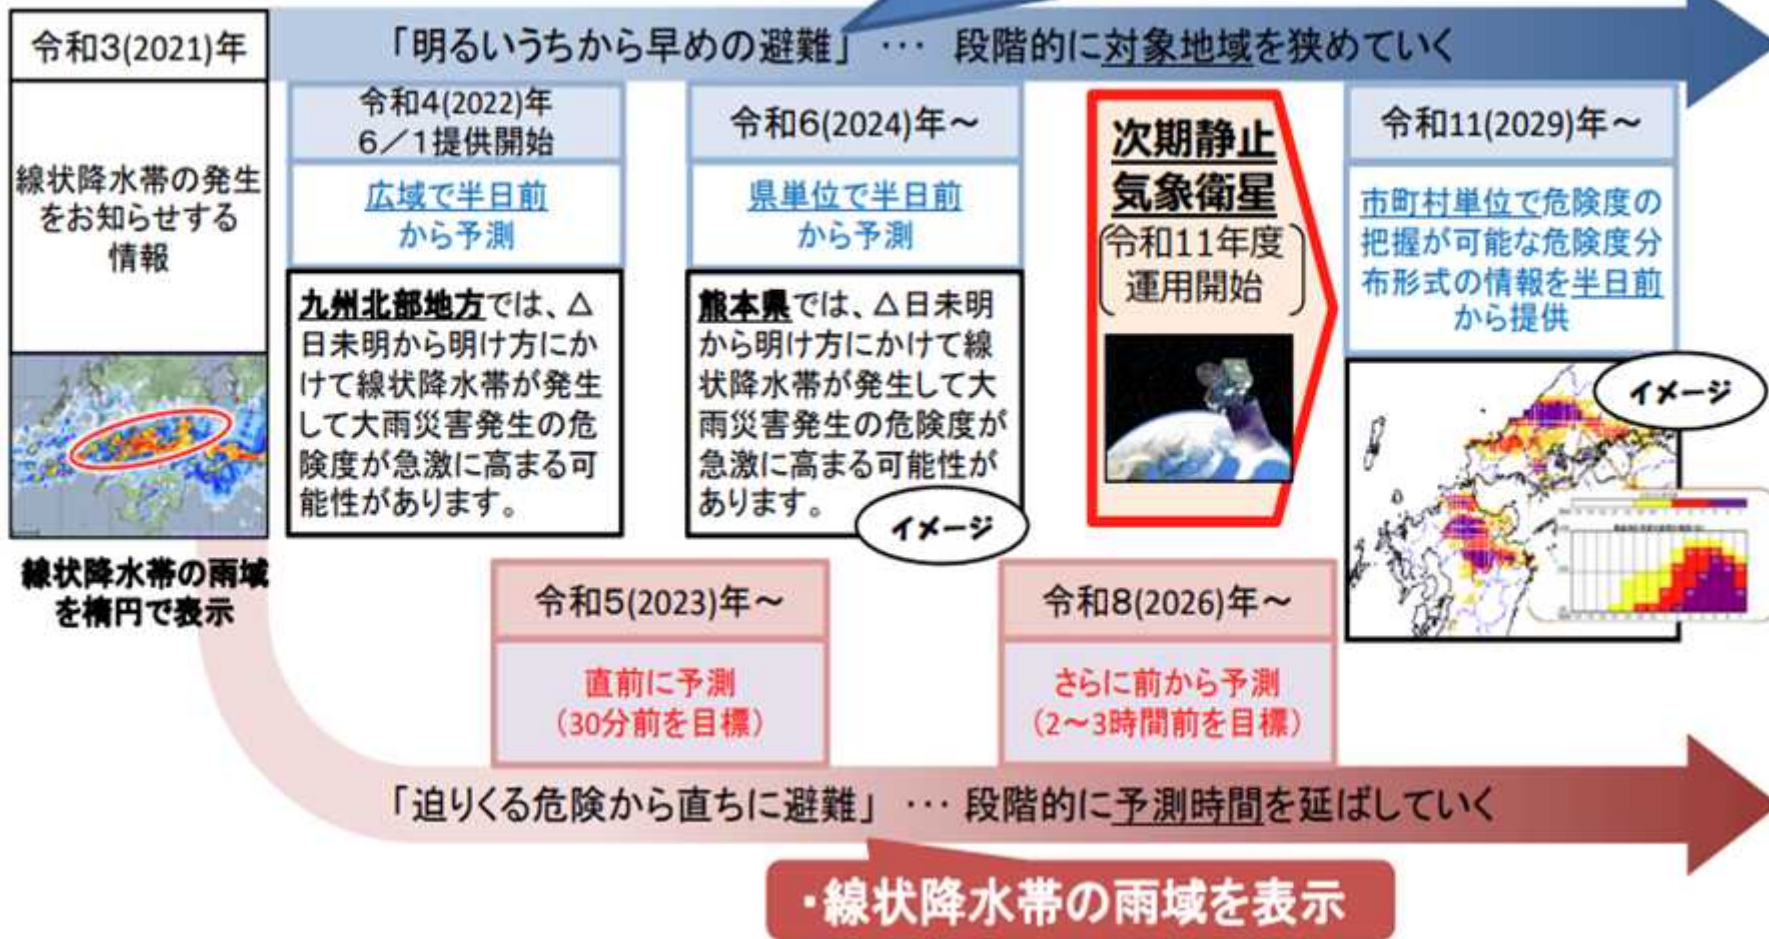 令和3(2021)年
線状降水帯の発生
をお知らせする
情報
線状降水帯の雨域
を楕円で表示
「明るいうちから早めの避難」 ･･･ 段階的に対象地域を狭めていく
令和4(2022)年
6／1提供開始
広域で半日前
から予測
九州北部地方では、△
日未明から明け方にか
けて線状降水帯が発生
して大雨災害発生の危
険度が急激に高まる可
能性があります。
令和6(2024)年～
県単位で半日前
から予測
熊本県では、△日未明
から明け方にかけて線
状降水帯が発生して大
雨災害発生の危険度が
急激に高まる可能性が
あります。
イメージ
次期静止
気象衛星
令和11年度
運用開始
令和11(2029)年～
市町村単位で危険度の
把握が可能な危険度分
布形式の情報を半日前
から提供
イメージ
令和5(2023)年～
直前に予測
（30分前を目標）
令和8(2026)年～
さらに前から予測
（2～3時間前を目標）
「迫りくる危険から直ちに避難」 ･･･ 段階的に予測時間を延ばしていく
・線状降水帯の雨域を表示